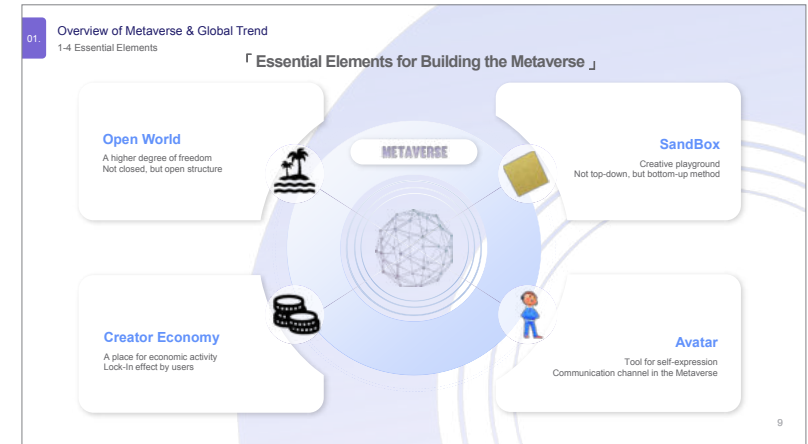 01.
Overview of Metaverse & Global Trend
1-4 Essential Elements
「 Essential Elements for Building the Metaverse 」
Open World
A higher degree of freedom
Not closed, but open structure
METAVERSE
SandBox
Creative playground
Not top-down, but bottom-up method
Creator Economy
A place for economic activity
Lock-In effect by users
Avatar
Tool for self-expression
Communication channel in the Metaverse
9